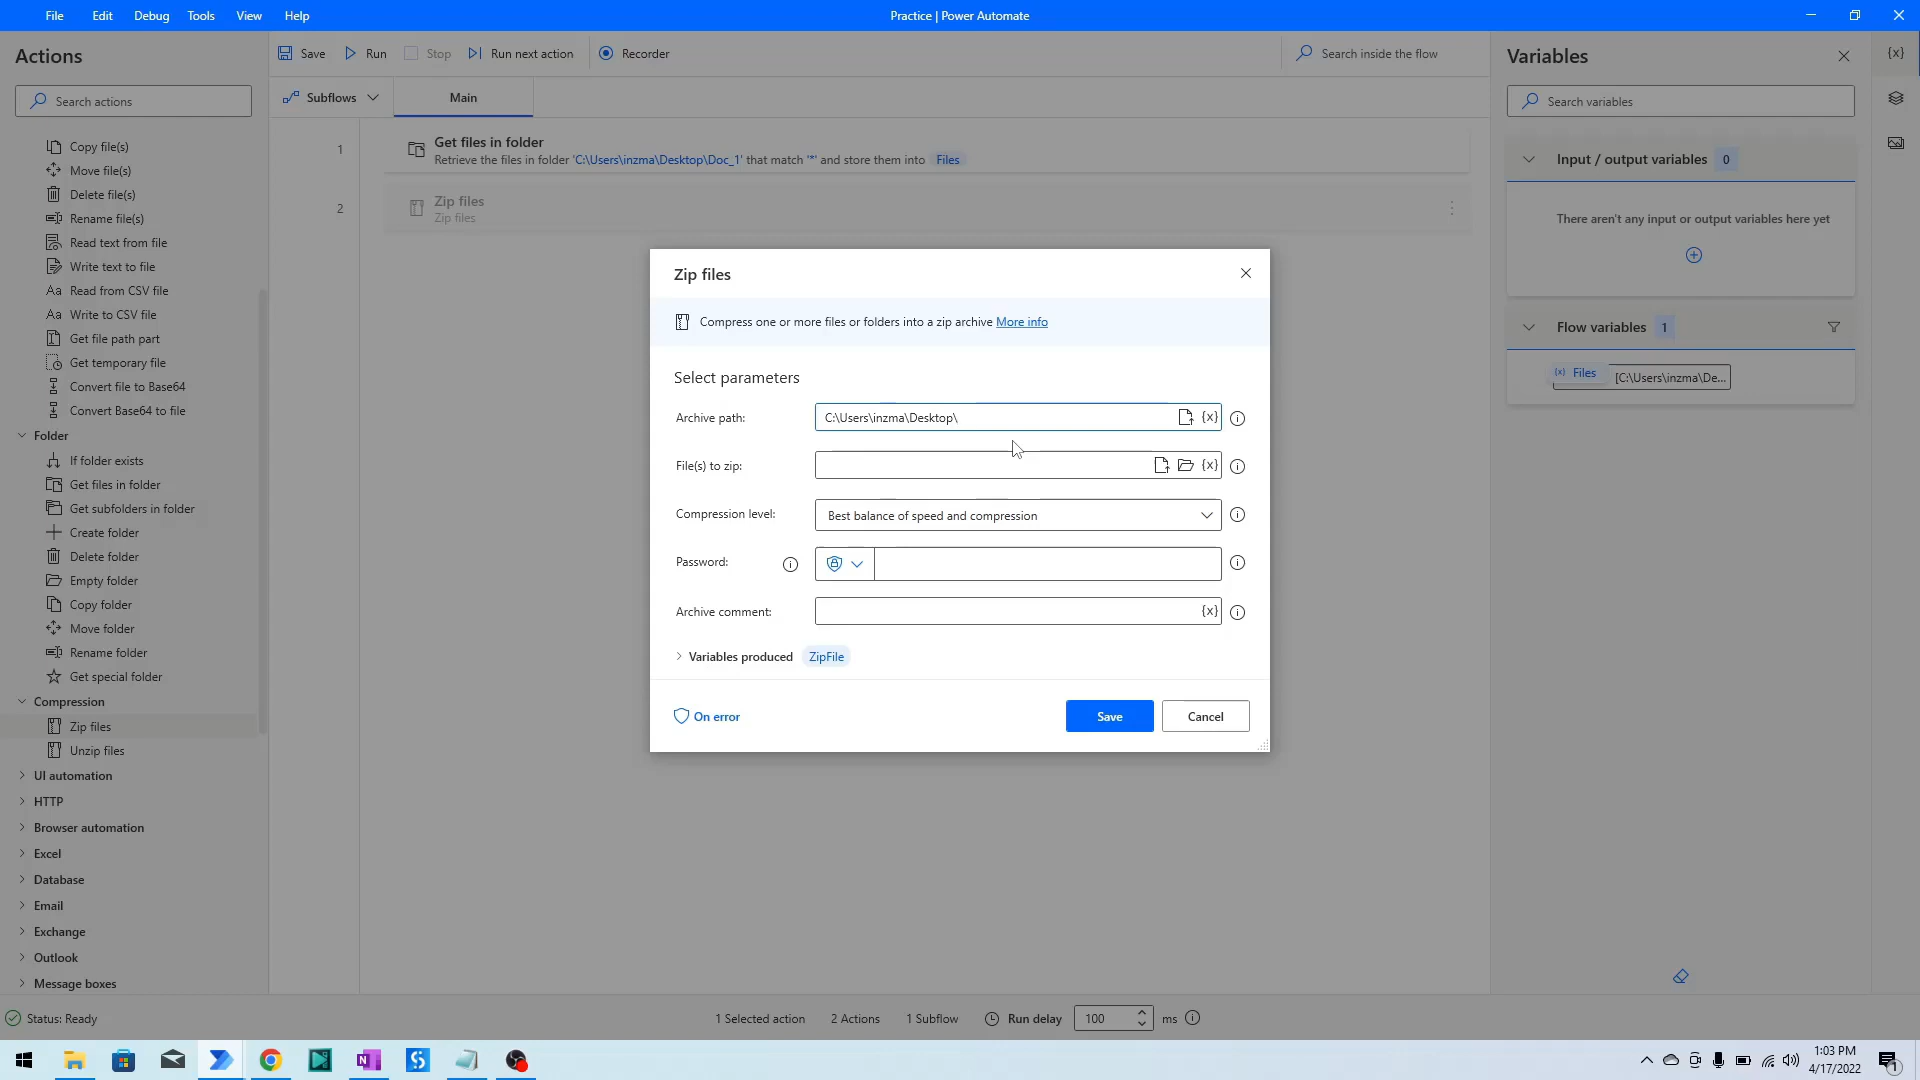 File Edit Debug Tools View Help
Practice | Power Automate
Actions
Search actions
Copy file(s)
Move file(s)
Delete file(s)
Rename file(s)
Read text from file
Write text to file
Aa Read from CSV file
Aa Write to CSV file
Get file path part
Get temporary file
Convert file to Base64
Convert Base64 to file
Folder
If folder exists
Get files in folder
Get subfolders in folder
Create folder
Delete folder
Empty folder
Copy folder
Move folder
Rename folder
Get special folder
Compression
Zip files
Unzip files
UI automation
HTTP
Browser automation
Excel
Database
Email
Exchange
Outlook
Message boxes
Save Run Stop Run next action Recorder
Search inside the flow
Subflows Main
1 Get files in folder
Retrieve the files in folder 'C:\Users\inzma\Desktop\Doc_1' that match '*' and store them into Files
2 Zip files
Zip files
Zip files
Compress one or more files or folders into a zip archive More info
Select parameters
Archive path: C:\Users\inzma\Desktop\ {x}
File(s) to zip: {x}
Compression level: Best balance of speed and compression
Password:
Archive comment: {x}
Variables produced ZipFile
On error Save Cancel
Variables
{x}
Search variables
Input / output variables 0
There aren't any input or output variables here yet
Flow variables 1
(x) Files [C:\Users\inzma\De...
Status: Ready
1 Selected action 2 Actions 1 Subflow Run delay 100 ms
1:03 PM
4/17/2022
1